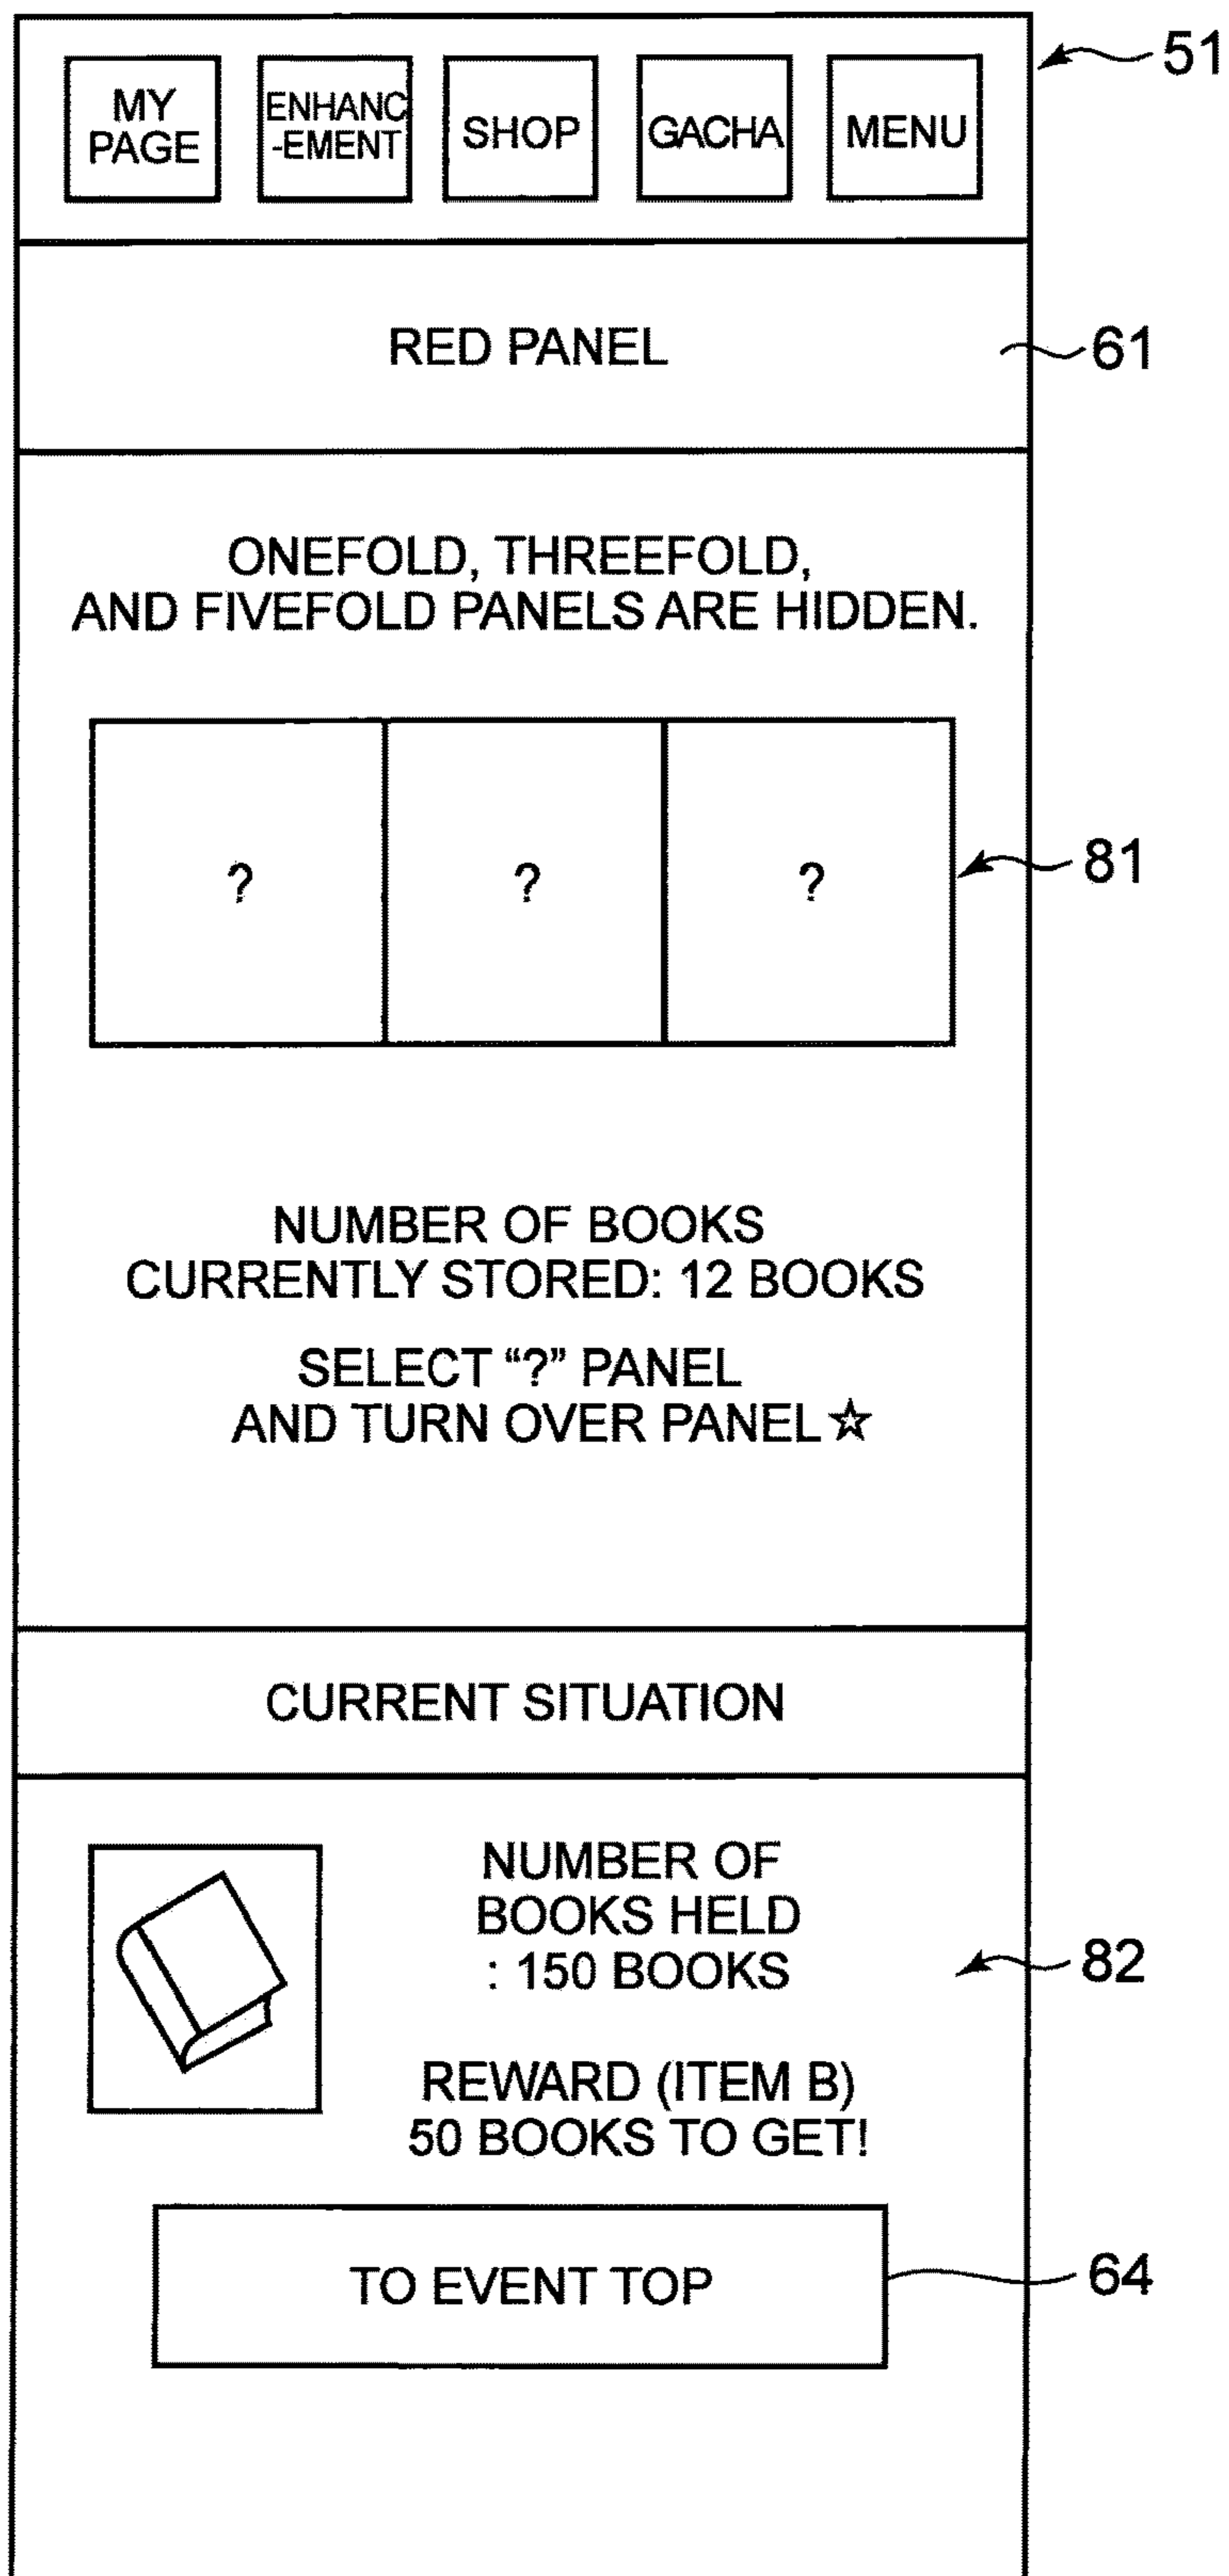 51
MY
PAGE
ENHANC
-EMENT
SHOP
GACHA
MENU
RED PANEL
61
ONEFOLD, THREEFOLD,
AND FIVEFOLD PANELS ARE HIDDEN.
?
?
?
81
NUMBER OF BOOKS
CURRENTLY STORED: 12 BOOKS
SELECT “?” PANEL
AND TURN OVER PANEL☆
CURRENT SITUATION
NUMBER OF
BOOKS HELD
: 150 BOOKS
82
REWARD (ITEM B)
50 BOOKS TO GET!
TO EVENT TOP
64